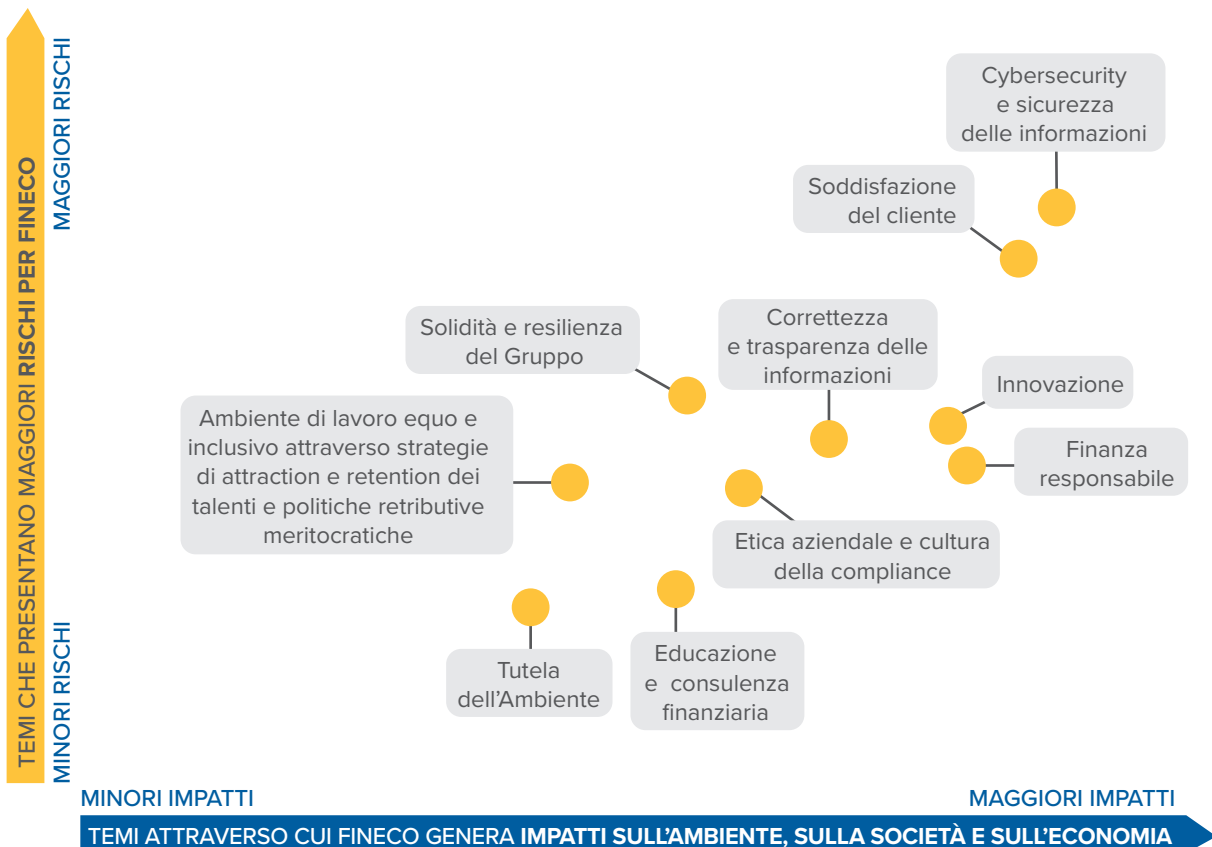 TEMI CHE PRESENTANO MAGGIORI RISCHI PER FINECO
MAGGIORI RISCHI
MINORI RISCHI
Cybersecurity
e sicurezza
delle informazioni
Soddisfazione
del cliente
Solidità e resilienza
del Gruppo
Correttezza
e trasparenza delle
informazioni
Innovazione
Ambiente di lavoro equo e
inclusivo attraverso strategie
di attraction e retention dei
talenti e politiche retributive
meritocratiche
Finanza
responsabile
Etica aziendale e cultura
della compliance
Tutela
dell'Ambiente
Educazione
e consulenza
finanziaria
MINORI IMPATTI
MAGGIORI IMPATTI
TEMI ATTRAVERSO CUI FINECO GENERA IMPATTI SULL'AMBIENTE, SULLA SOCIETÀ E SULL'ECONOMIA